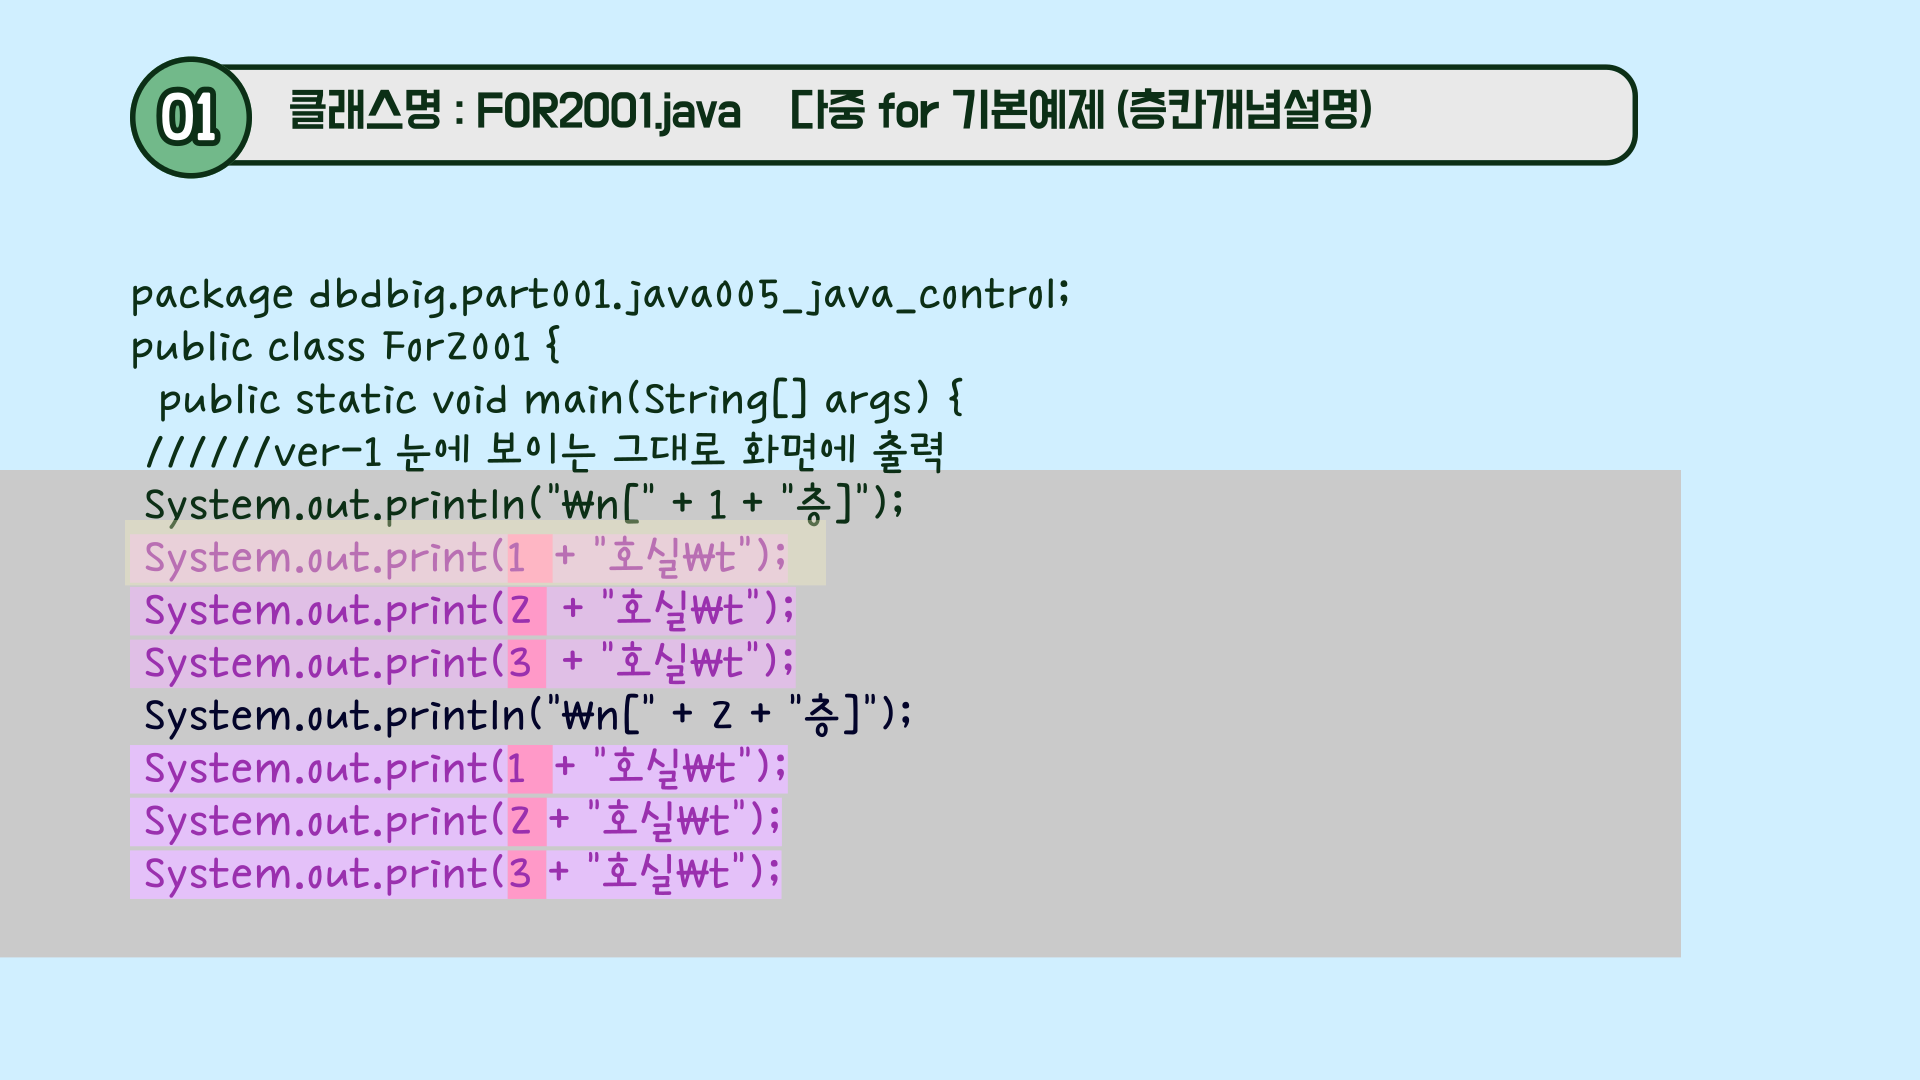 01
클래스명 : FOR2001.java 다중 for 기본예제 (층칸개념설명)
package dbdbig.part001.java005_java_control;
public class For2001 {
public static void main(String[] args) {
//////ver-1 눈에 보이는 그대로 화면에 출력
System.out.println("₩n[" + 1 + "층]");
System.out.print(1 + "호실₩t");
System.out.print(2 + "호실₩t");
System.out.print(3 + "호실₩t");
System.out.println("₩n[" + 2 + "층]");
System.out.print(1 + "호실₩t");
System.out.print(2 + "호실₩t");
System.out.print(3 + "호실₩t");